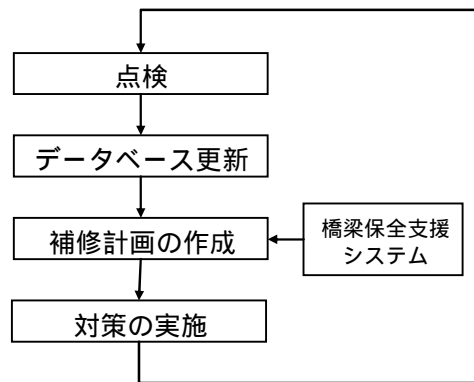 点検
データベース更新
補修計画の作成
橋梁保全支援
システム
対策の実施